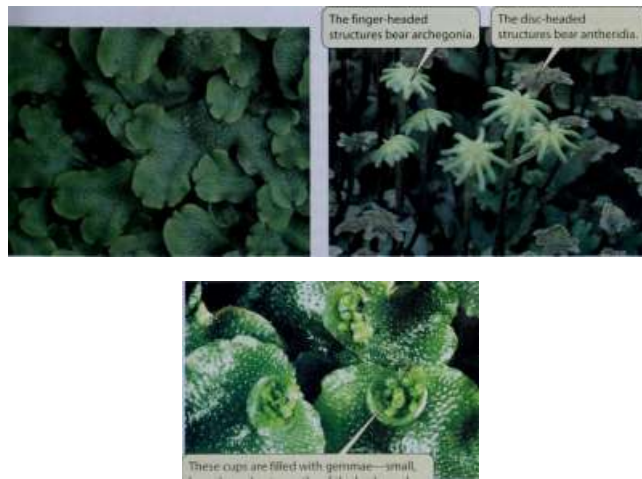 The finger-headed
structures bear archegonia.
The disc-headed
structures bear antheridia.
These cups are filled with gemmae—small,